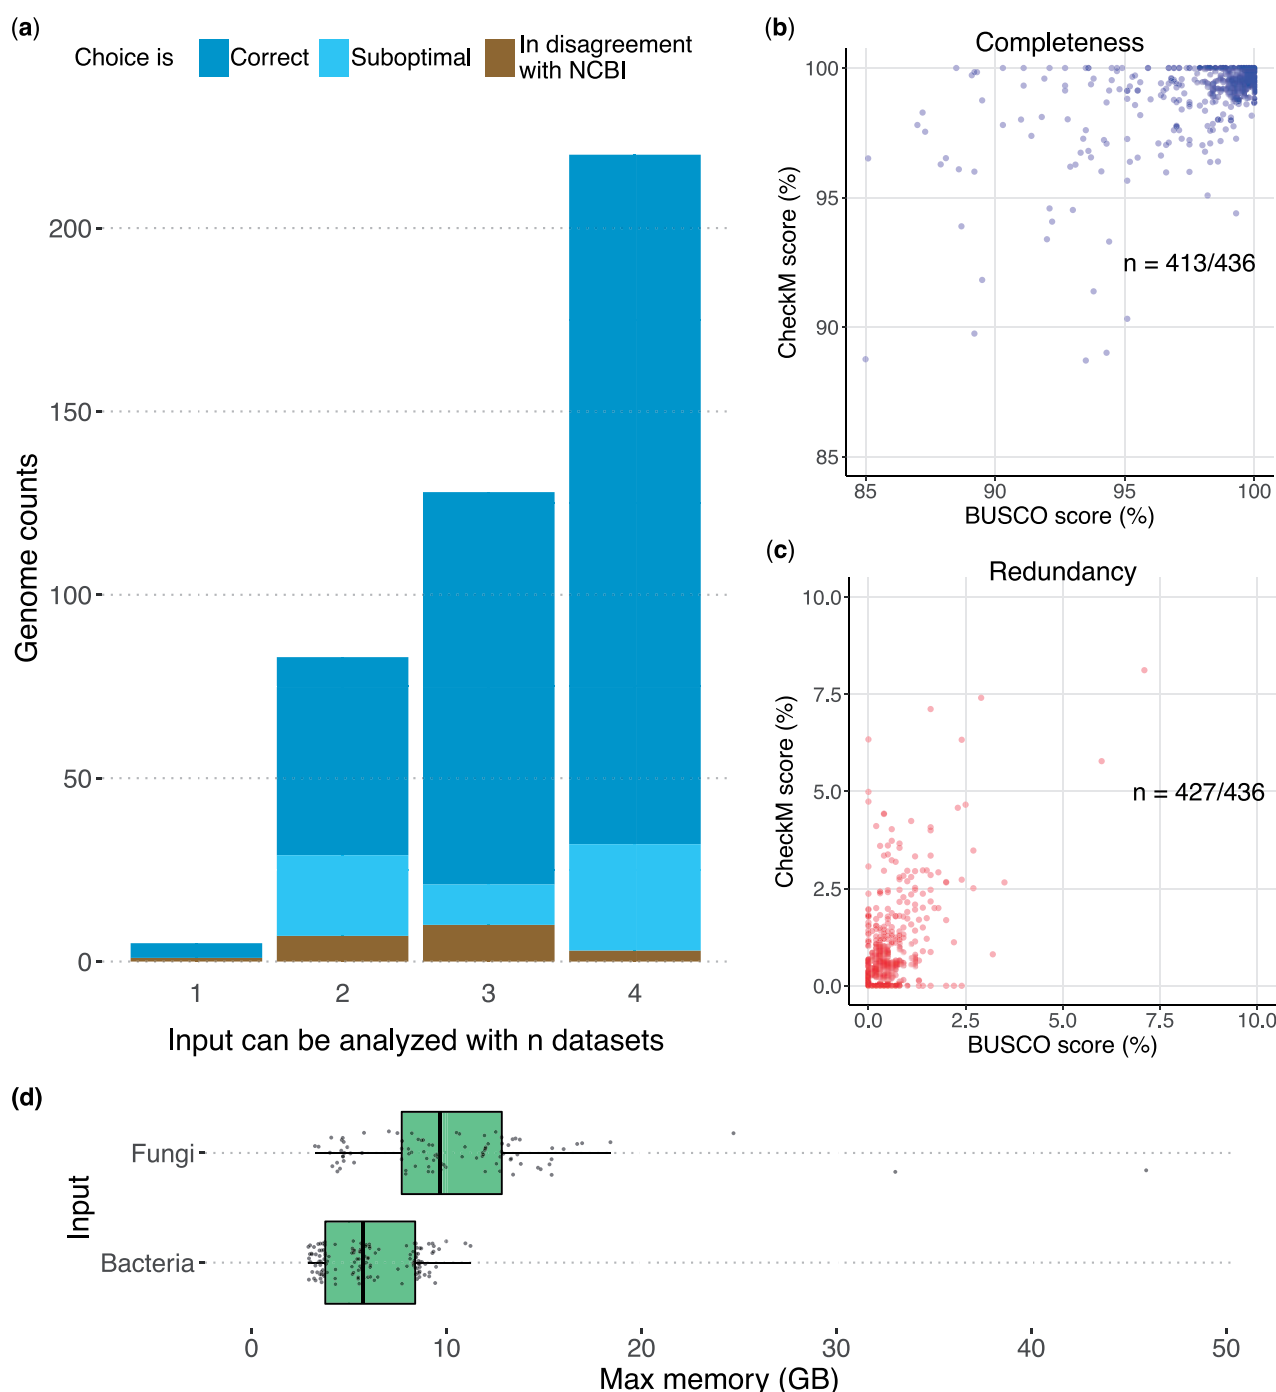 (a)
Choice is Correct Suboptimal In disagreement
with NCBI
200
150
100
50
0
Genome counts
1 2 3 4
Input can be analyzed with n datasets
(b)
Completeness
100
95
90
85
CheckM score (%)
n = 413/436
85 90 95 100
BUSCO score (%)
(c)
Redundancy
10.0
7.5
5.0
2.5
0.0
CheckM score (%)
n = 427/436
0.0 2.5 5.0 7.5 10.0
BUSCO score (%)
(d)
Input
Fungi
Bacteria
0 10 20 30 40 50
Max memory (GB)